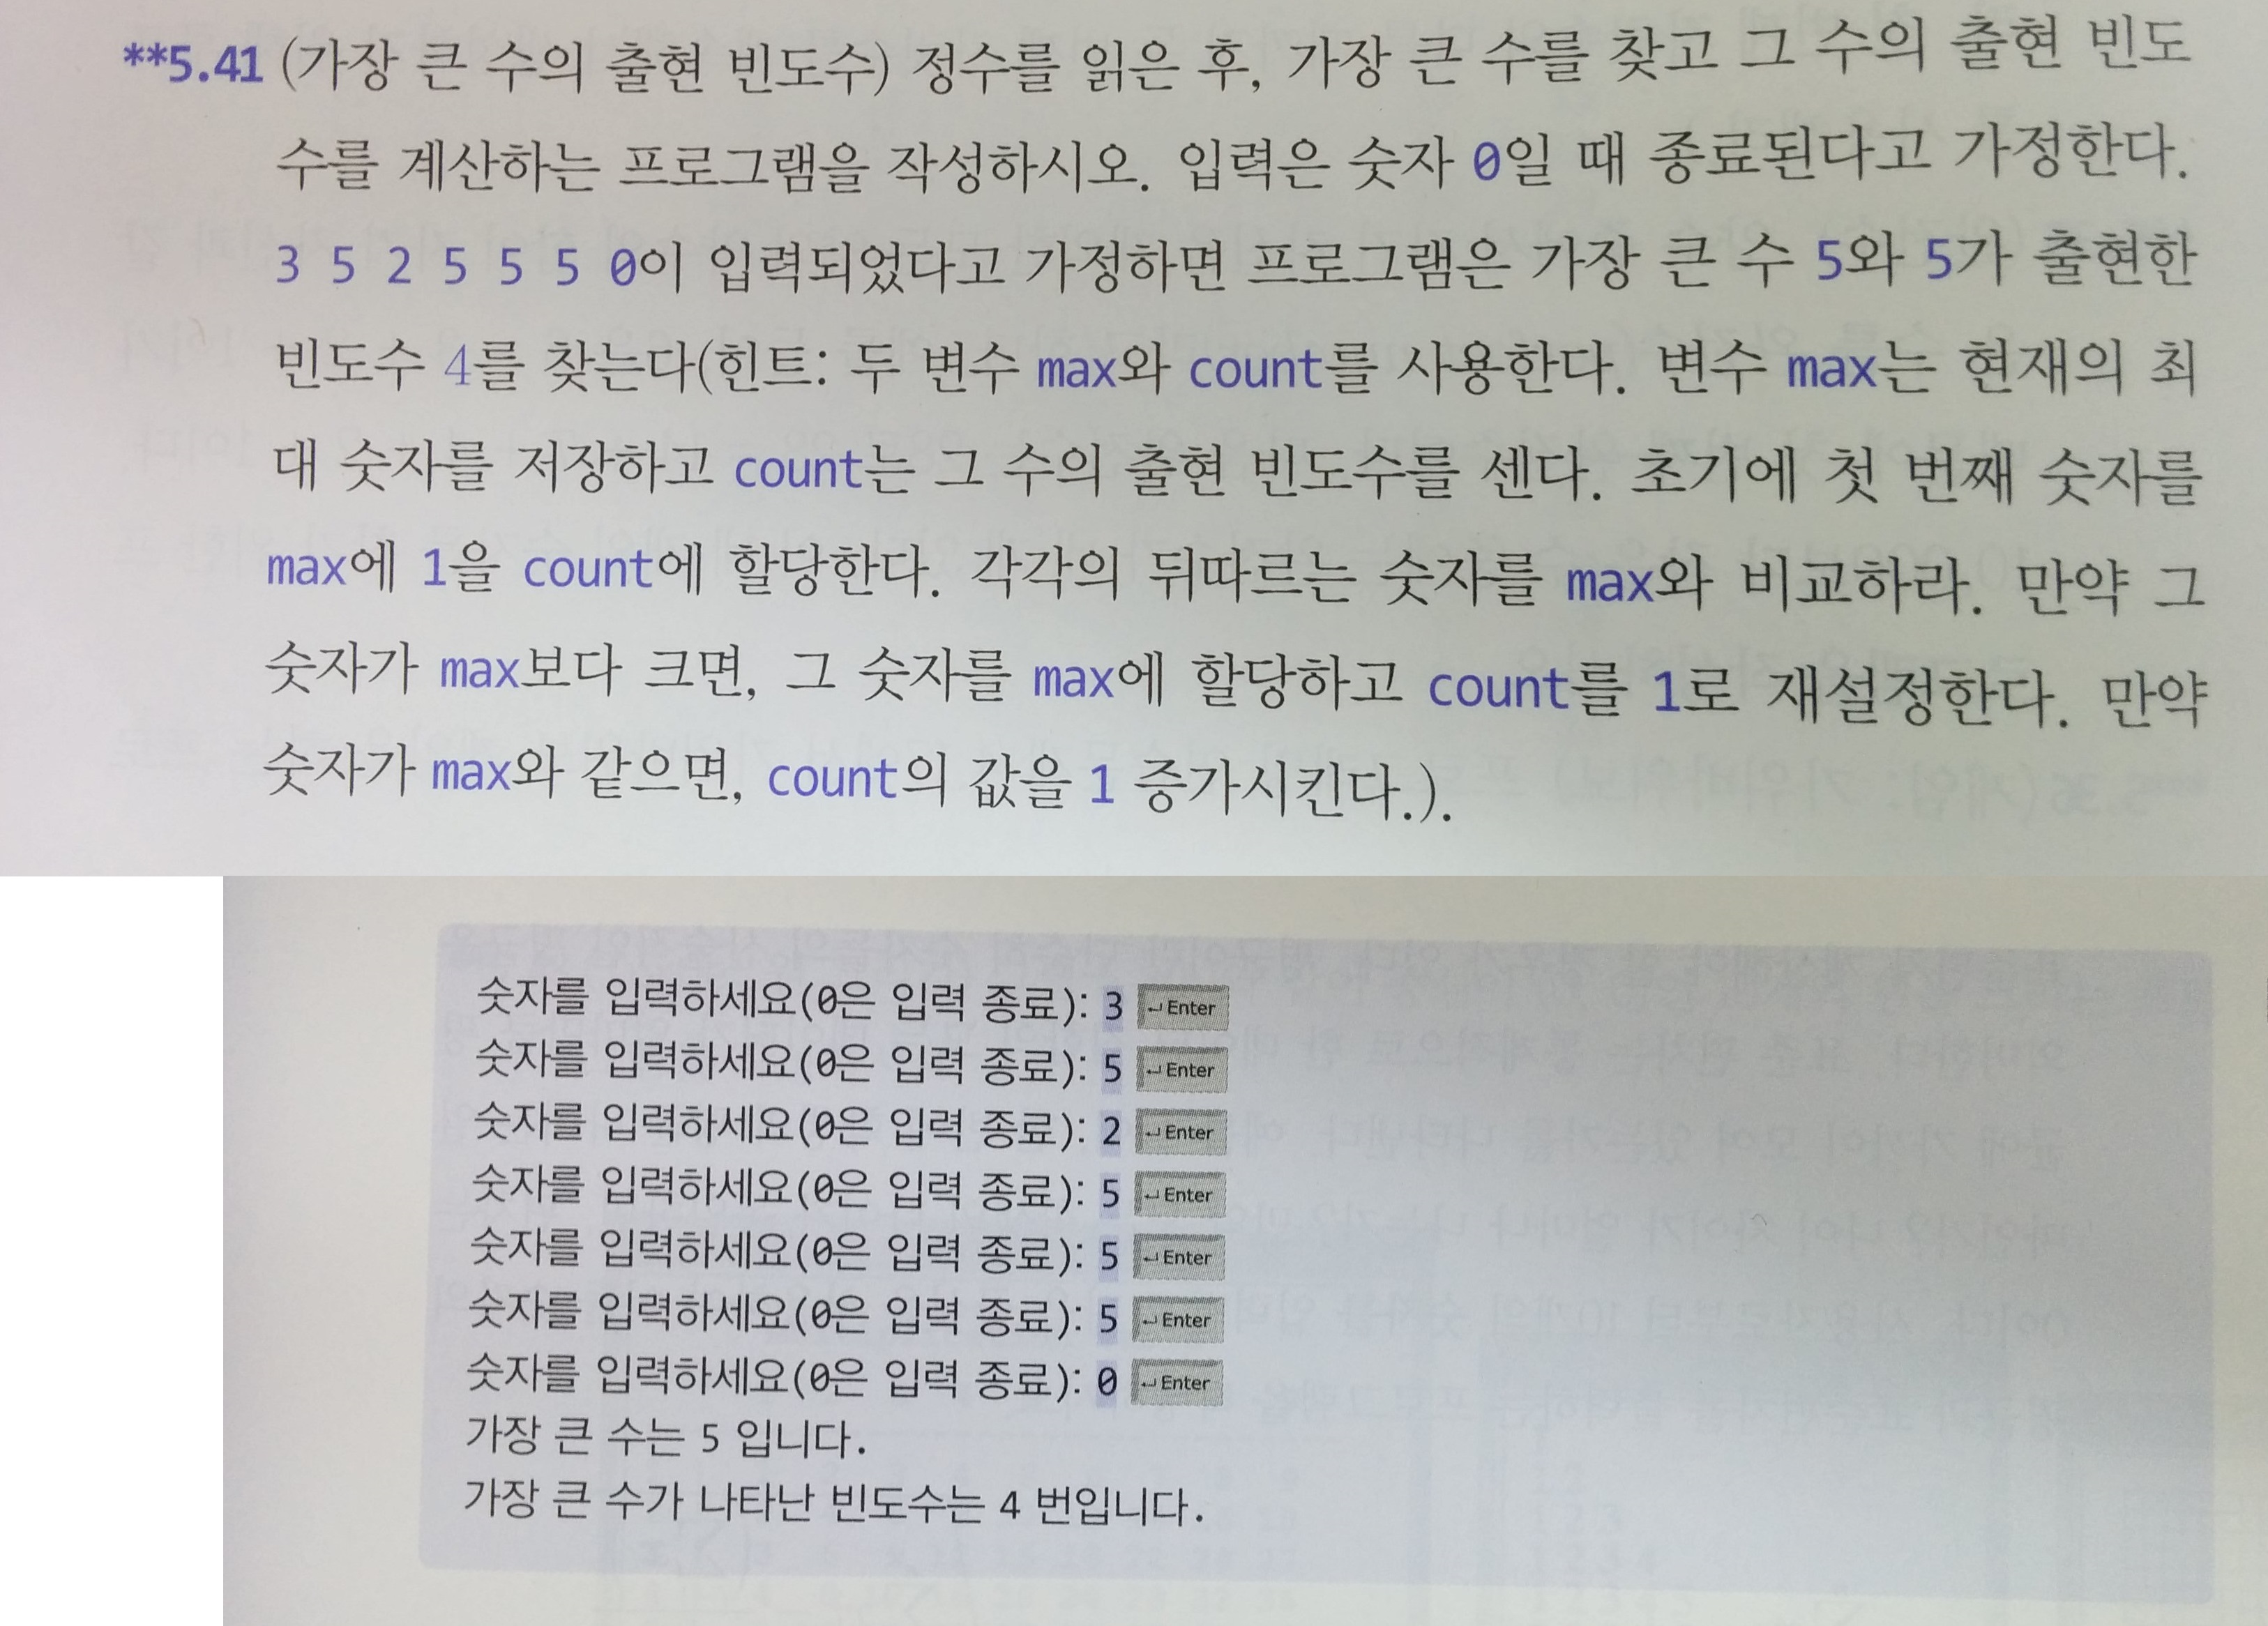 **5.41 (가장 큰 수의 출현 빈도수) 정수를 읽은 후, 가장 큰 수를 찾고 그 수의 출현 빈도
수를 계산하는 프로그램을 작성하시오. 입력은 숫자 0일 때 종료된다고 가정한다.
3 5 2 5 5 5 0이 입력되었다고 가정하면 프로그램은 가장 큰 수 5와 5가 출현한
빈도수 4를 찾는다(힌트: 두 변수 max와 count를 사용한다. 변수 max는 현재의 최
대 숫자를 저장하고 count는 그 수의 출현 빈도수를 센다. 초기에 첫 번째 숫자를
max에 1을 count에 할당한다. 각각의 뒤따르는 숫자를 max와 비교하라. 만약 그
숫자가 max보다 크면, 그 숫자를 max에 할당하고 count를 1로 재설정한다. 만약
숫자가 max와 같으면, count의 값을 1 증가시킨다.).
숫자를 입력하세요(0은 입력 종료): 3 ↵Enter
숫자를 입력하세요(0은 입력 종료): 5 ↵Enter
숫자를 입력하세요(0은 입력 종료): 2 ↵Enter
숫자를 입력하세요(0은 입력 종료): 5 ↵Enter
숫자를 입력하세요(0은 입력 종료): 5 ↵Enter
숫자를 입력하세요(0은 입력 종료): 5 ↵Enter
숫자를 입력하세요(0은 입력 종료): 0 ↵Enter
가장 큰 수는 5 입니다.
가장 큰 수가 나타난 빈도수는 4 번입니다.